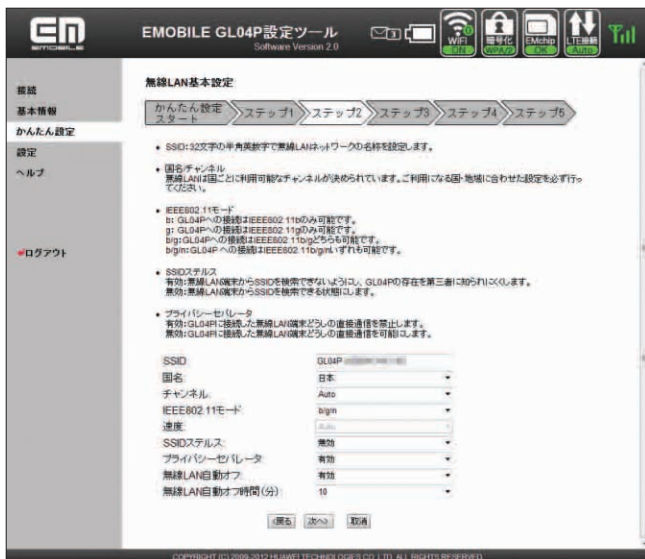 EM
EMOBILE
EMOBILE GL04P設定ツール
Software Version 2.0
3
WiFi
ON
暗号化
WPA/2
EMchip
OK
LTE接続
Auto
接続
基本情報
かんたん設定
設定
ヘルプ
ログアウト
無線LAN基本設定
かんたん設定
スタート
ステップ1
ステップ2
ステップ3
ステップ4
ステップ5
• SSID:32文字の半角英数字で無線LANネットワークの名称を設定します。
• 国名/チャンネル
無線LANは国ごとに利用可能なチャンネルが決められています。ご利用になる国・地域に合わせた設定を必ず行っ
てください。
• IEEE802.11モード
b: GL04Pへの接続はIEEE802.11bのみ可能です。
g: GL04Pへの接続はIEEE802.11gのみ可能です。
b/g:GL04Pへの接続はIEEE802.11b/gどちらも可能です。
b/g/n:GL04P への接続はIEEE802.11b/g/nいずれも可能です。
• SSIDステルス
有効:無線LAN端末からSSIDを検索できないようにし、GL04Pの存在を第三者に知られにくくします。
無効:無線LAN端末からSSIDを検索できる状態にします。
• プライバシーセパレータ
有効:GL04Pに接続した無線LAN端末どうしの直接通信を禁止します。
無効:GL04Pに接続した無線LAN端末どうしの直接通信を可能にします。
SSID GL04P
国名 日本
チャンネル Auto
IEEE802.11モード b/g/n
速度 Auto
SSIDステルス 無効
プライバシーセパレータ 有効
無線LAN自動オフ 有効
無線LAN自動オフ時間(分) 10
<戻る 次へ> 取消
COPYRIGHT (C) 2009-2012 HUAWEI TECHNOLOGIES CO., LTD. ALL RIGHTS RESERVED.